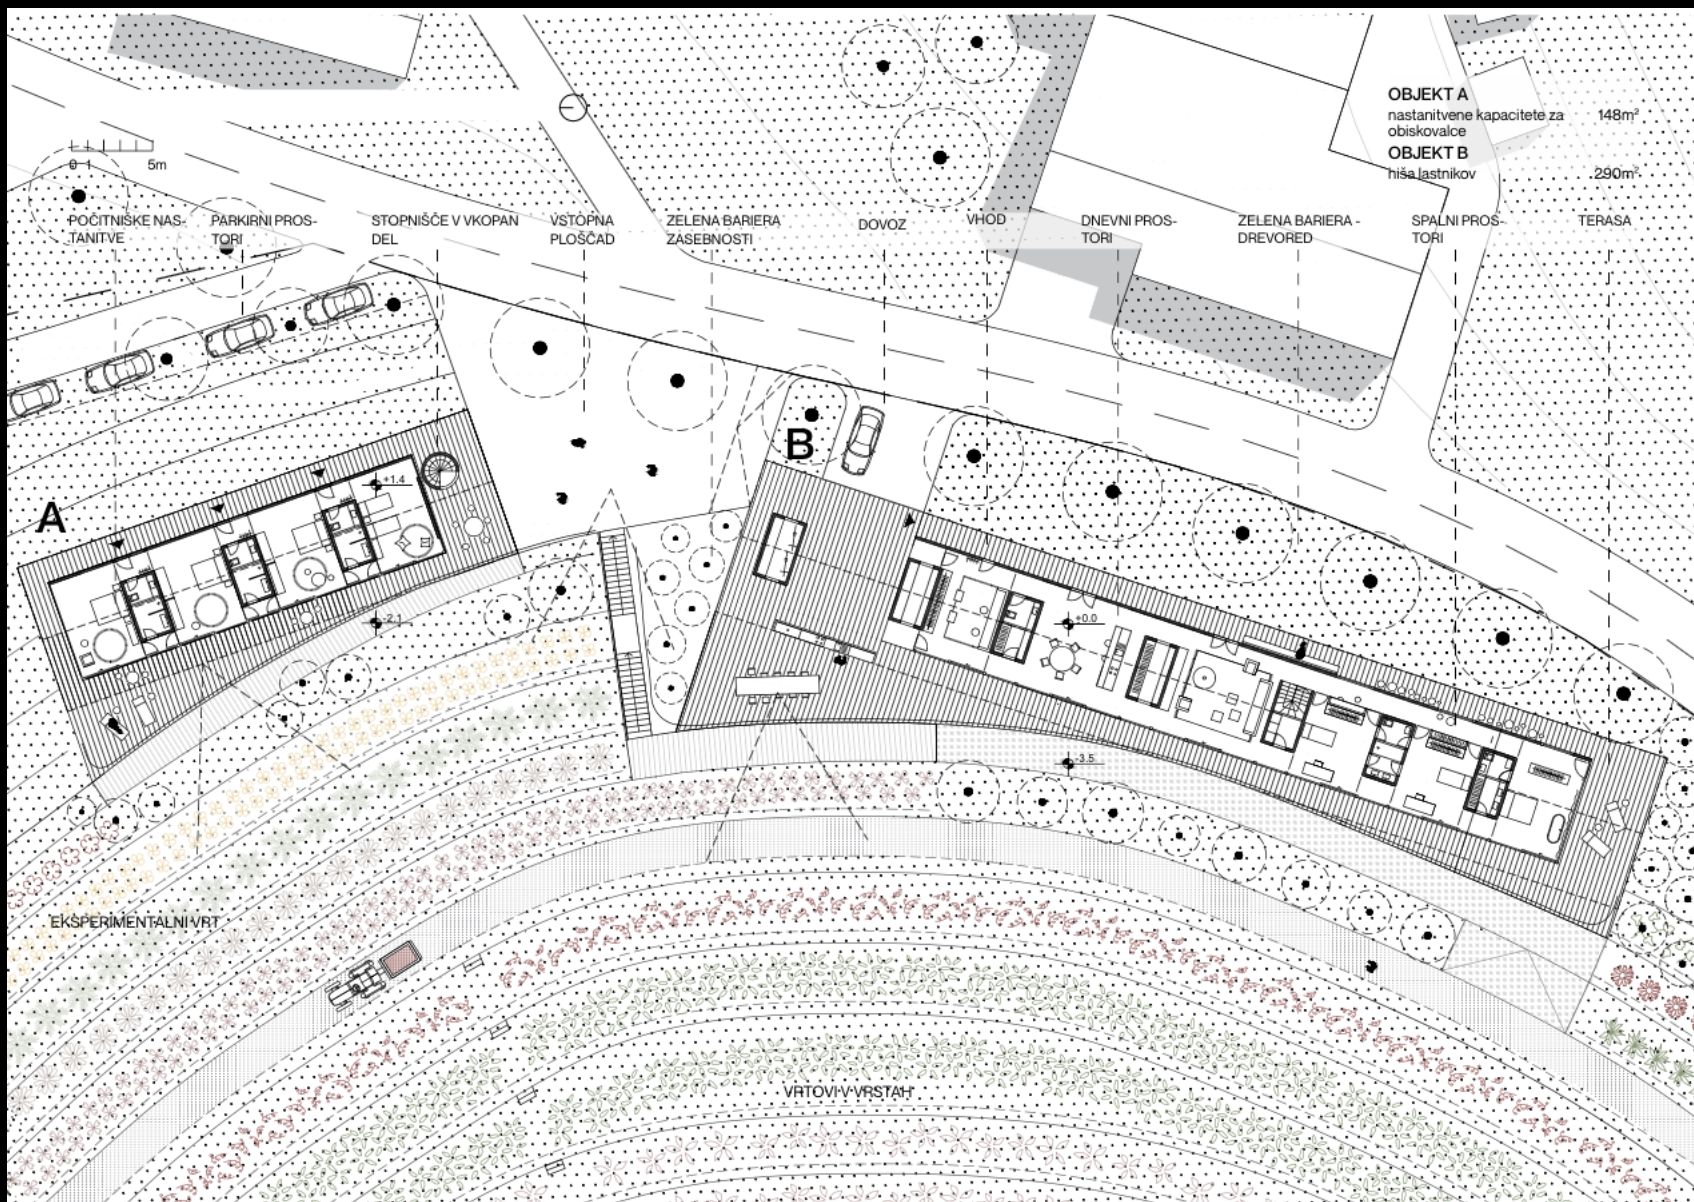 OBJEKT A
nastanitvene kapacitete za 148m²
obiskovalce
OBJEKT B
hiša lastnikov 290m²
0 1 5m
POČITNIŠKE NAS-
TANITVE
PARKIRNI PROS-
TORI
STOPNIŠČE V VKOPAN
DEL
VSTOPNA
PLOŠČAD
ZELENA BARIERA
ZASEBNOSTI
DOVOZ
VHOD
DNEVNI PROS-
TORI
ZELENA BARIERA -
DREVORED
SPALNI PROS-
TORI
TERASA
B
A
+1.4
-2.1
+0.0
-3.5
EKSPERIMENTALNI VRT
VRTOVI V VRSTAH